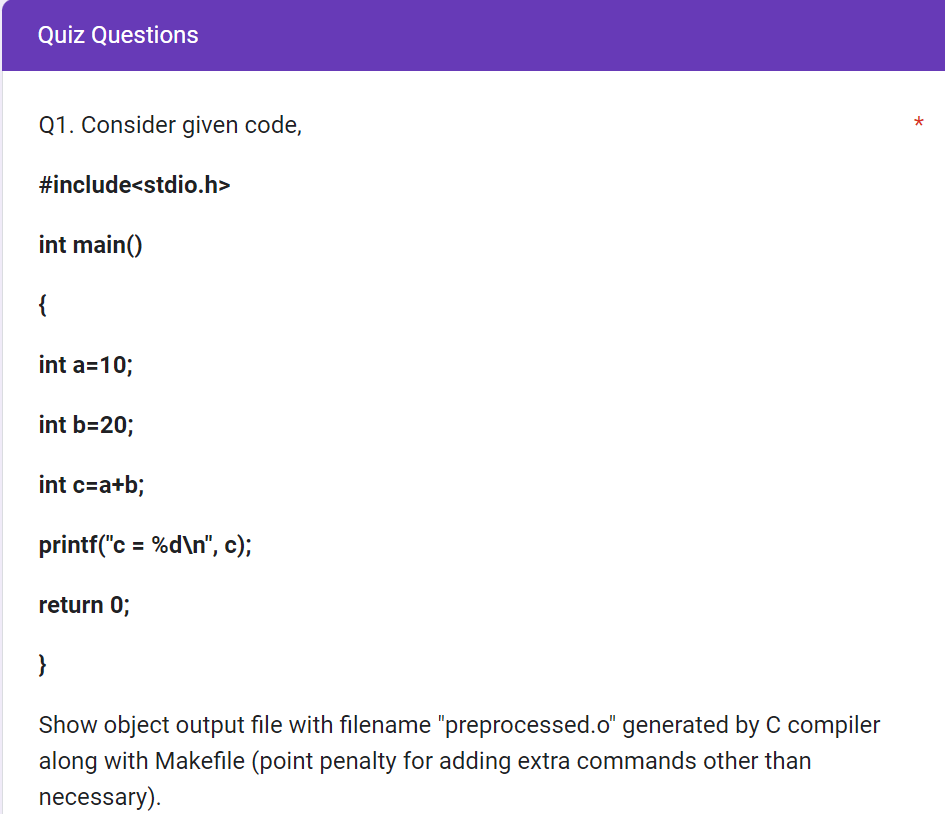 Quiz Questions
Q1. Consider given code,
*
#include<stdio.h>
int main()
{
int a=10;
int b=20;
int c=a+b;
printf("c = %d\n", c);
return 0;
}
Show object output file with filename "preprocessed.o" generated by C compiler
along with Makefile (point penalty for adding extra commands other than
necessary).